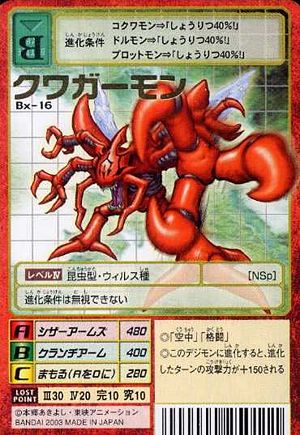 コクワモン⇒「しょうりつ40%!」
進化条件 ドルモン⇒「しょうりつ40%!」
プロットモン⇒「しょうりつ40%!」
クワガーモン
Bx-16
レベルⅣ 昆虫型・ウィルス種 [NSp]
進化条件は無視できない
A シザーアームズ 480
B クランチアーム 400
C まもる(Aを0に) 280
◎「空中」「格闘」
◎このデジモンに進化すると、進化
したターンの攻撃力が+150される
LOST POINT Ⅲ30 Ⅳ20 完10 究10
©本郷あきよし・東映アニメーション
BANDAI 2003 MADE IN JAPAN